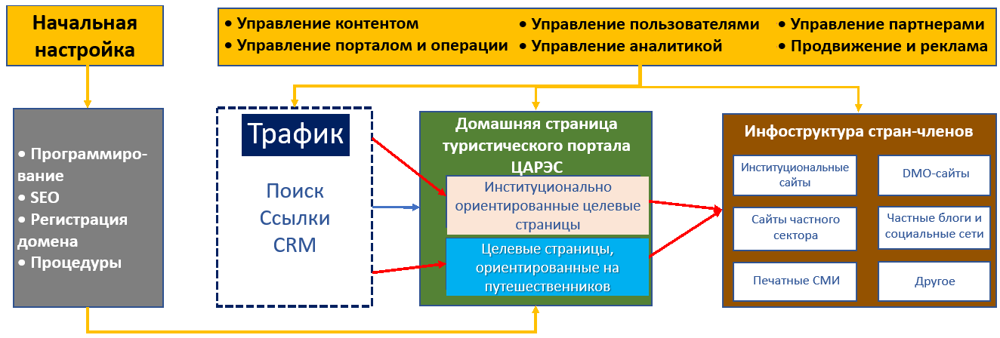 Начальная
настройка
• Управление контентом
• Управление порталом и операции
• Управление пользователями
• Управление аналитикой
• Управление партнерами
• Продвижение и реклама
• Программиро-
вание
• SEO
• Регистрация
домена
• Процедуры
Трафик
Поиск
Ссылки
CRM
Домашняя страница
туристического портала
ЦАРЭС
Институционально
ориентированные целевые
страницы
Целевые страницы,
ориентированные на
путешественников
Инфоструктура стран-членов
Институциональные
сайты
DMO-сайты
Сайты частного
сектора
Частные блоги и
социальные сети
Печатные СМИ
Другое